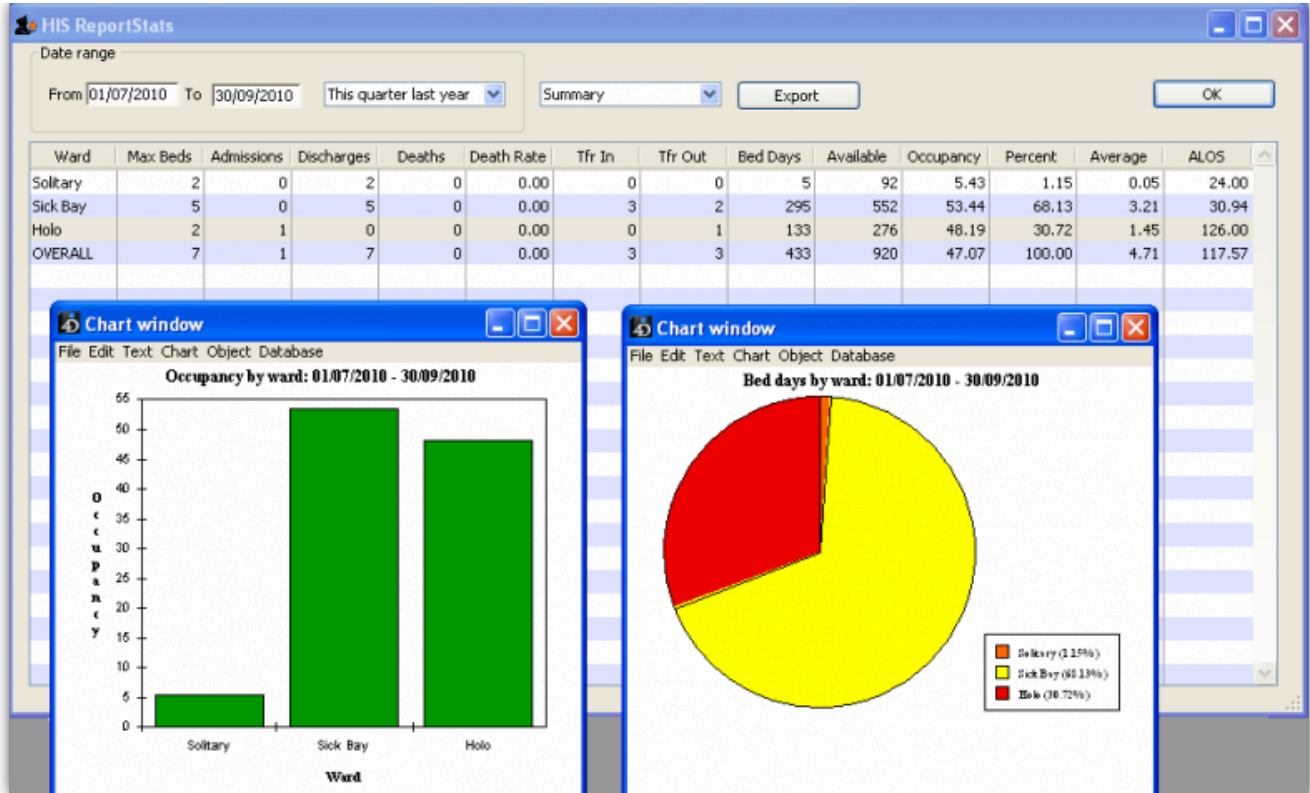 HIS ReportStats
Date range
From 01/07/2010 To 30/09/2010 This quarter last year Summary Export OK
Ward Max Beds Admissions Discharges Deaths Death Rate Tfr In Tfr Out Bed Days Available Occupancy Percent Average ALOS
Solitary 2 0 2 0 0.00 0 0 5 92 5.43 1.15 0.05 24.00
Sick Bay 5 0 5 0 0.00 3 2 295 552 53.44 68.13 3.21 30.94
Holo 2 1 0 0 0.00 0 1 133 276 48.19 30.72 1.45 126.00
OVERALL 7 1 7 0 0.00 3 3 433 920 47.07 100.00 4.71 117.57
Chart window
File Edit Text Chart Object Database
Occupancy by ward: 01/07/2010 - 30/09/2010
55
50
45
40
35
30
25
20
15
10
5
0
Occupancy
Solitary Sick Bay Holo
Ward
Chart window
File Edit Text Chart Object Database
Bed days by ward: 01/07/2010 - 30/09/2010
Solitary (1.15%)
Sick Bay (68.13%)
Holo (30.72%)